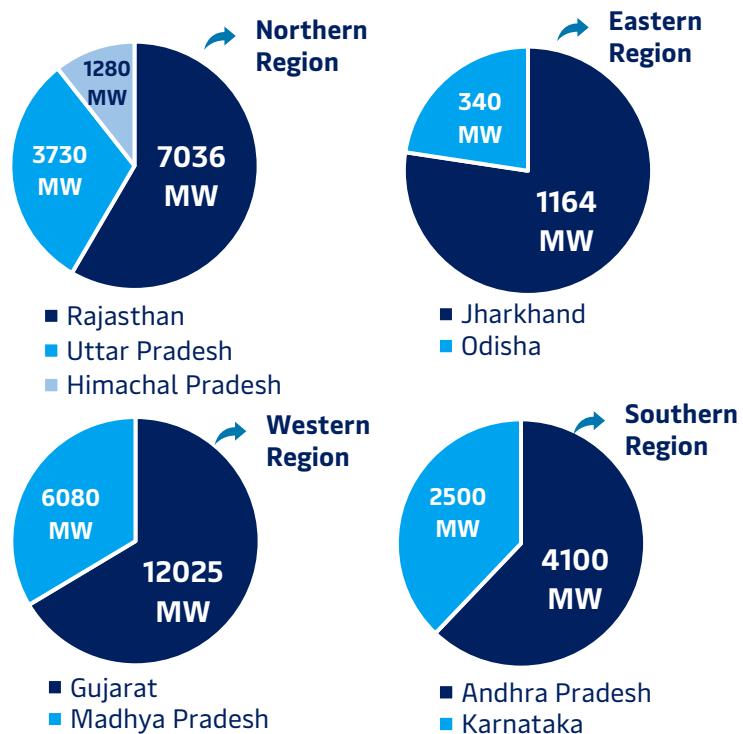 Northern
Region
1280
MW
3730
MW
7036
MW
Rajasthan
Uttar Pradesh
Himachal Pradesh
Eastern
Region
340
MW
1164
MW
Jharkhand
Odisha
Western
Region
6080
MW
12025
MW
Gujarat
Madhya Pradesh
Southern
Region
2500
MW
4100
MW
Andhra Pradesh
Karnataka